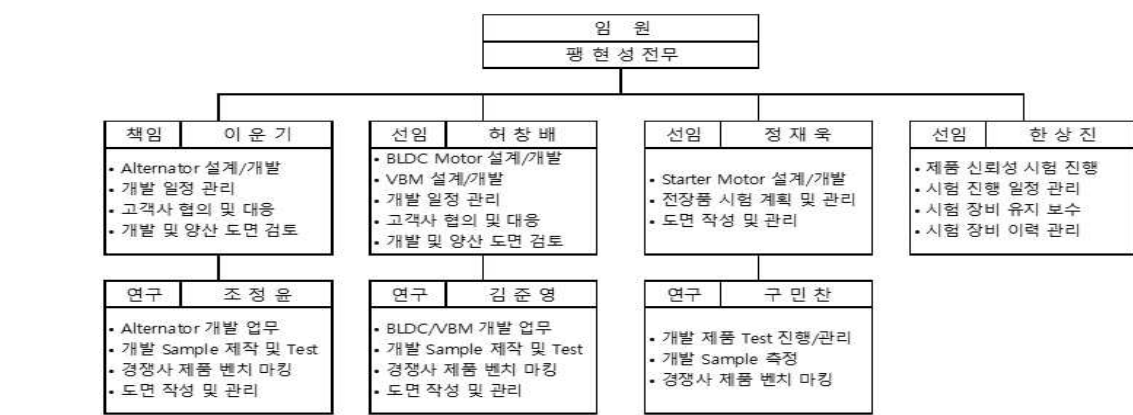 임 원
팽 현 성 전무
책임 이 운 기
• Alternator 설계/개발
• 개발 일정 관리
• 고객사 협의 및 대응
• 개발 및 양산 도면 검토
선임 허 창 배
• BLDC Motor 설계/개발
• VBM 설계/개발
• 개발 일정 관리
• 고객사 협의 및 대응
• 개발 및 양산 도면 검토
선임 정 재 욱
• Starter Motor 설계/개발
• 전장품 시험 계획 및 관리
• 도면 작성 및 관리
선임 한 상 진
• 제품 신뢰성 시험 진행
• 시험 진행 일정 관리
• 시험 장비 유지 보수
• 시험 장비 이력 관리
연구 조 정 윤
• Alternator 개발 업무
• 개발 Sample 제작 및 Test
• 경쟁사 제품 벤치 마킹
• 도면 작성 및 관리
연구 김 준 영
• BLDC/VBM 개발 업무
• 개발 Sample 제작 및 Test
• 경쟁사 제품 벤치 마킹
• 도면 작성 및 관리
연구 구 민 찬
• 개발 제품 Test 진행/관리
• 개발 Sample 측정
• 경쟁사 제품 벤치 마킹